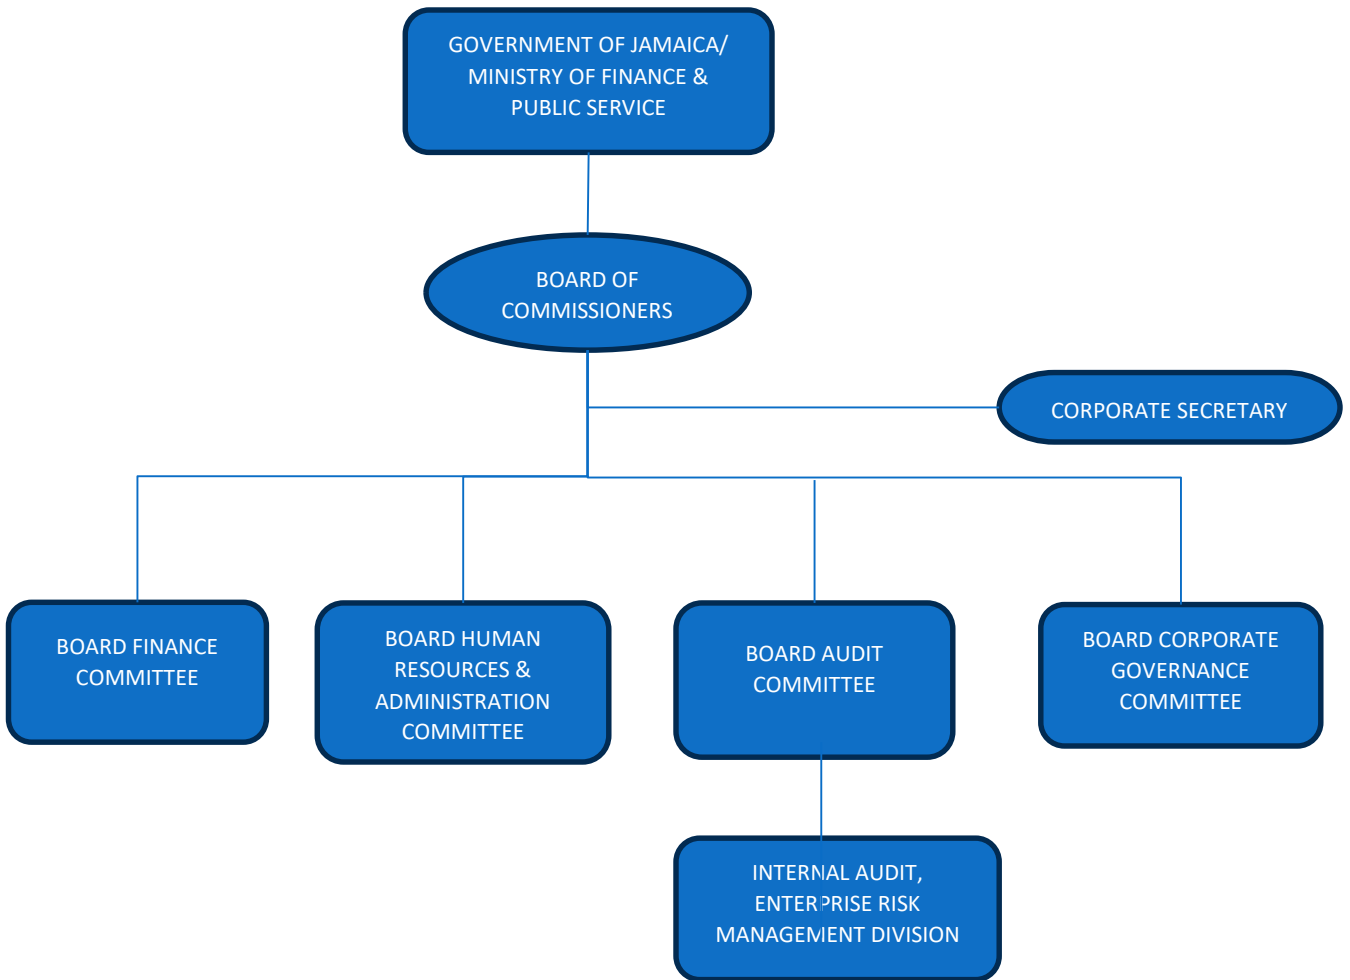 GOVERNMENT OF JAMAICA/
MINISTRY OF FINANCE &
PUBLIC SERVICE
BOARD OF
COMMISSIONERS
CORPORATE SECRETARY
BOARD FINANCE
COMMITTEE
BOARD HUMAN
RESOURCES &
ADMINISTRATION
COMMITTEE
BOARD AUDIT
COMMITTEE
BOARD CORPORATE
GOVERNANCE
COMMITTEE
INTERNAL AUDIT,
ENTERPRISE RISK
MANAGEMENT DIVISION